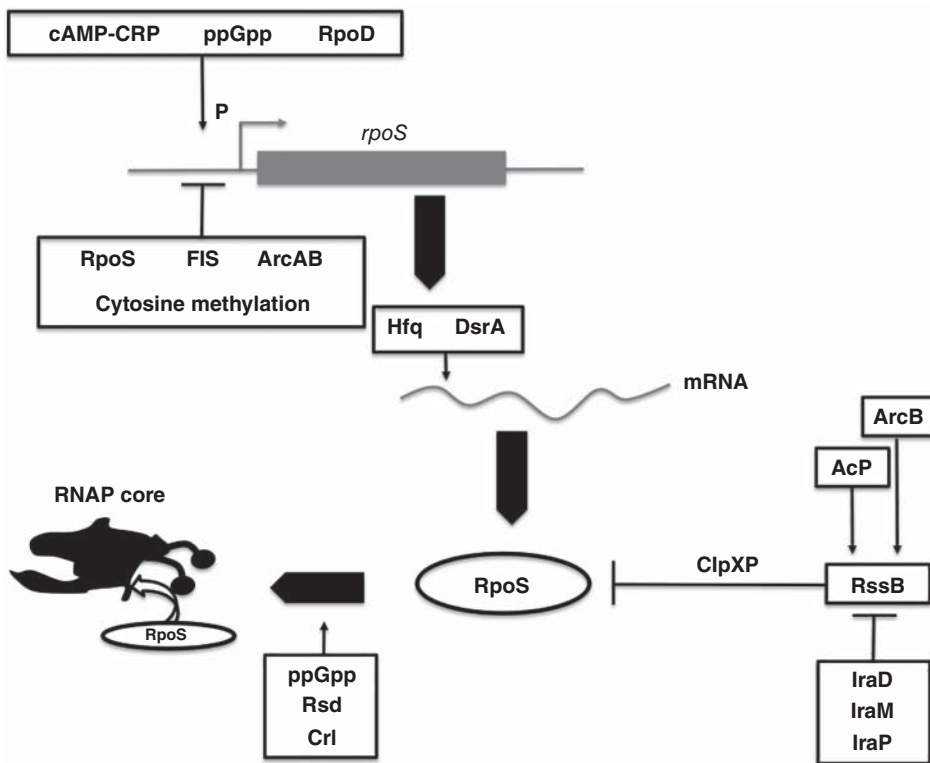 cAMP-CRP ppGpp RpoD
P
rpoS
RpoS FIS ArcAB
Cytosine methylation
Hfq DsrA
mRNA
ArcB
AcP
RNAP core
ClpXP
RpoS
RssB
RpoS
ppGpp
Rsd
Crl
IraD
IraM
IraP